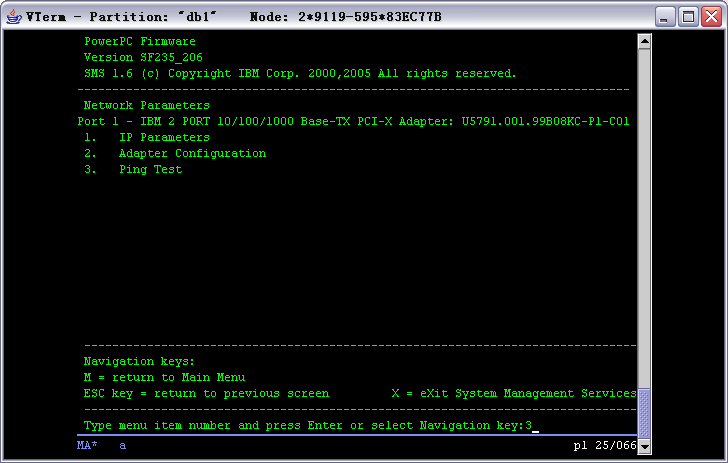 VTerm - Partition: "db1" Node: 2*9119-595*83EC77B
PowerPC Firmware
Version SF235_206
SMS 1.6 (c) Copyright IBM Corp. 2000,2005 All rights reserved.
Network Parameters
Port 1 - IBM 2 PORT 10/100/1000 Base-TX PCI-X Adapter: U5791.001.99B08KC-P1-C01
1. IP Parameters
2. Adapter Configuration
3. Ping Test
Navigation keys:
M = return to Main Menu
ESC key = return to previous screen X = eXit System Management Services
Type menu item number and press Enter or select Navigation key:3
MA* a p1 25/066